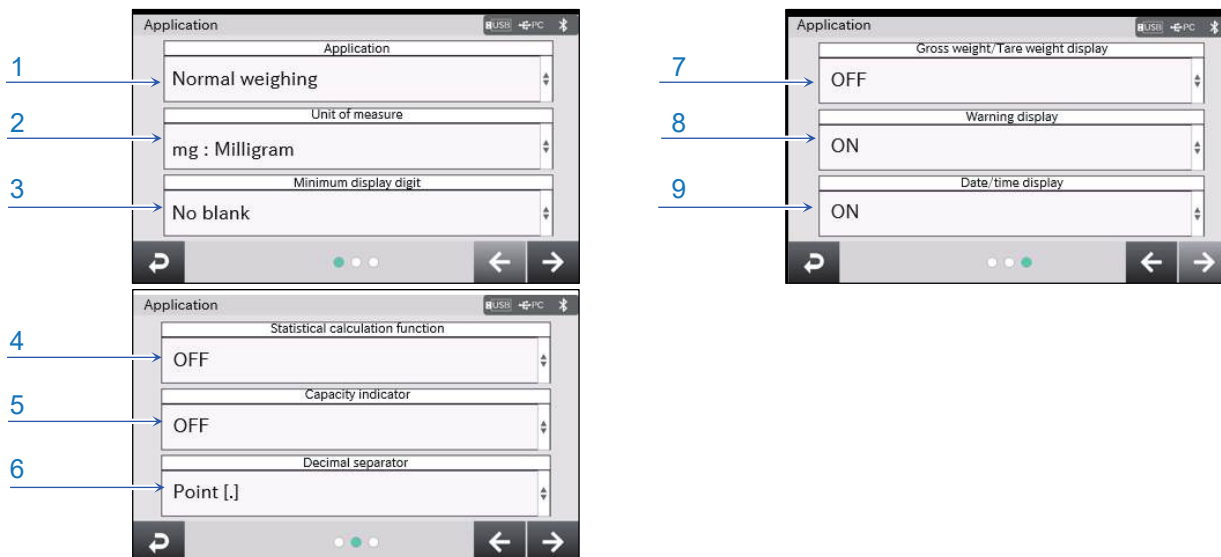 Application
USB PC
Application
1
Normal weighing
Unit of measure
2
mg : Milligram
Minimum display digit
3
No blank
Application
USB PC
Statistical calculation function
4
OFF
Capacity indicator
5
OFF
Decimal separator
6
Point [.]
Application
USB PC
Gross weight/Tare weight display
7
OFF
Warning display
8
ON
Date/time display
9
ON